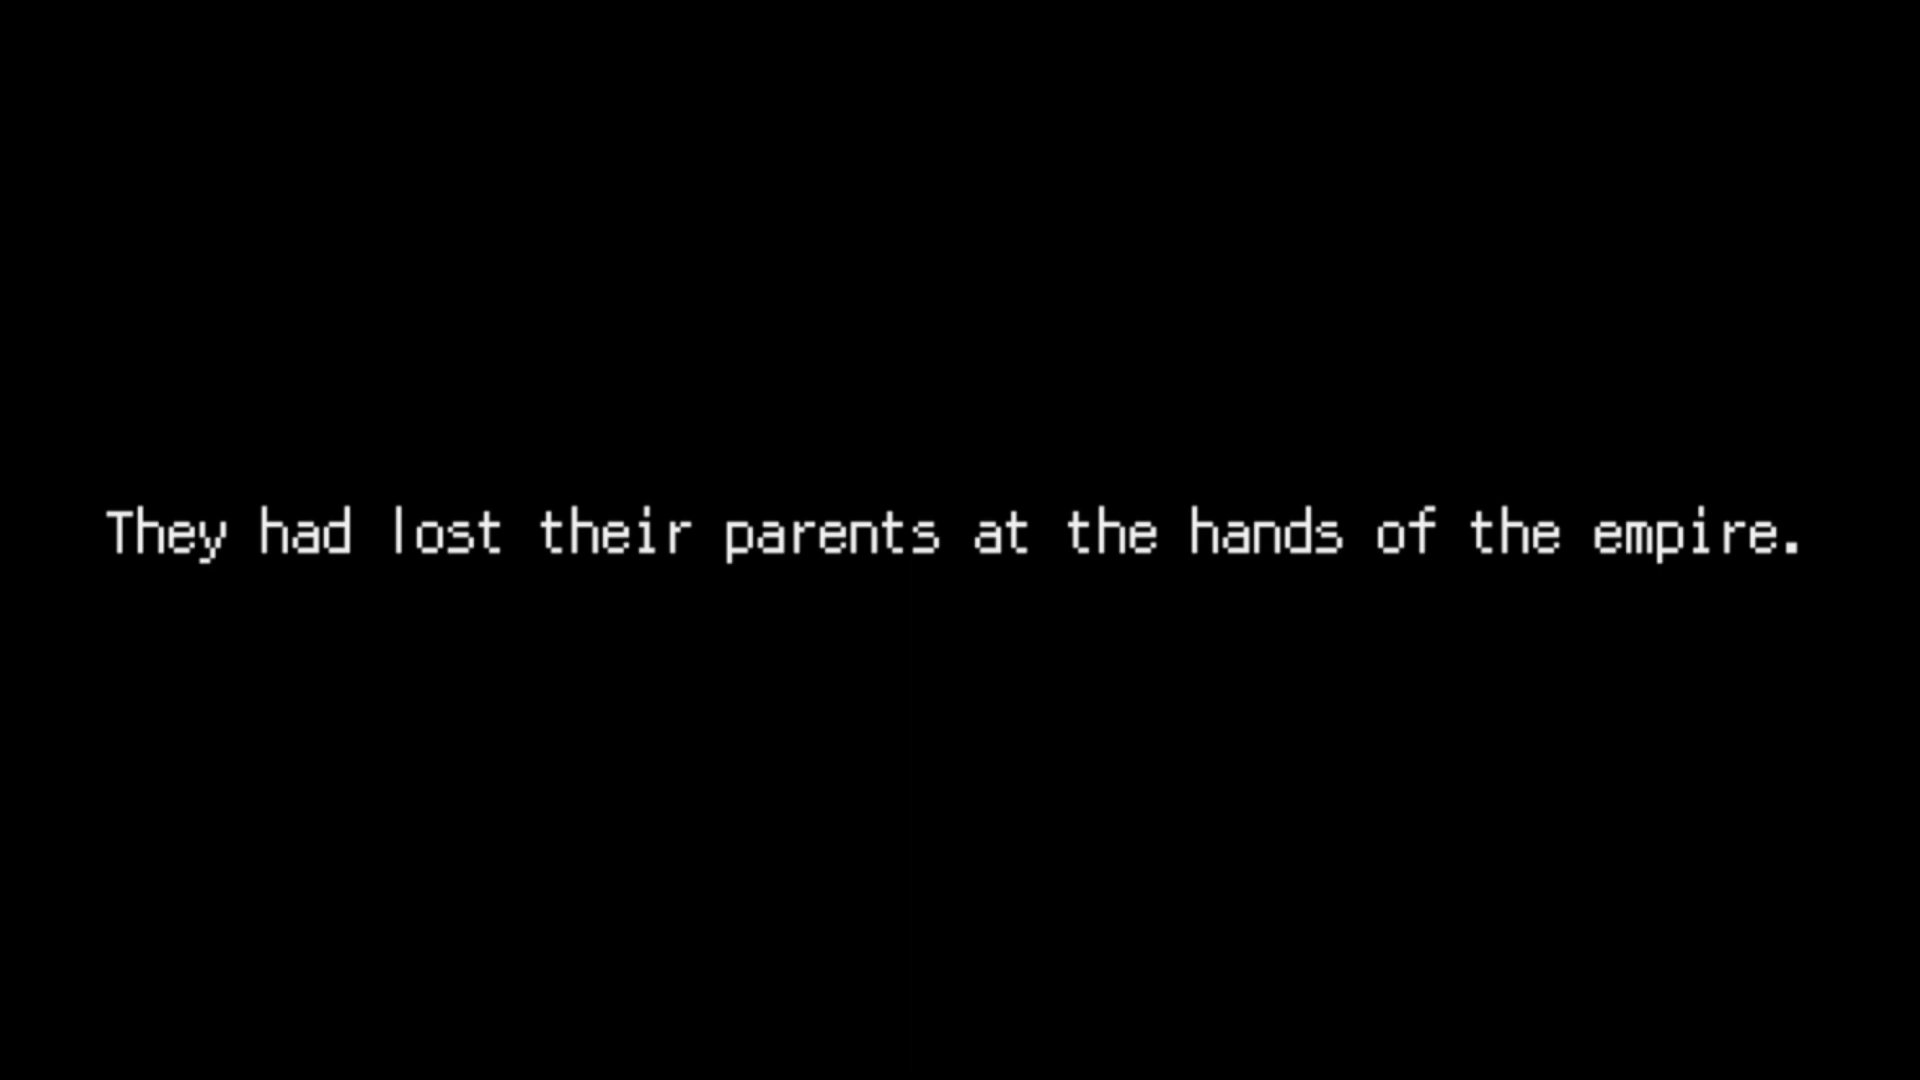 They had lost their parents at the hands of the empire.